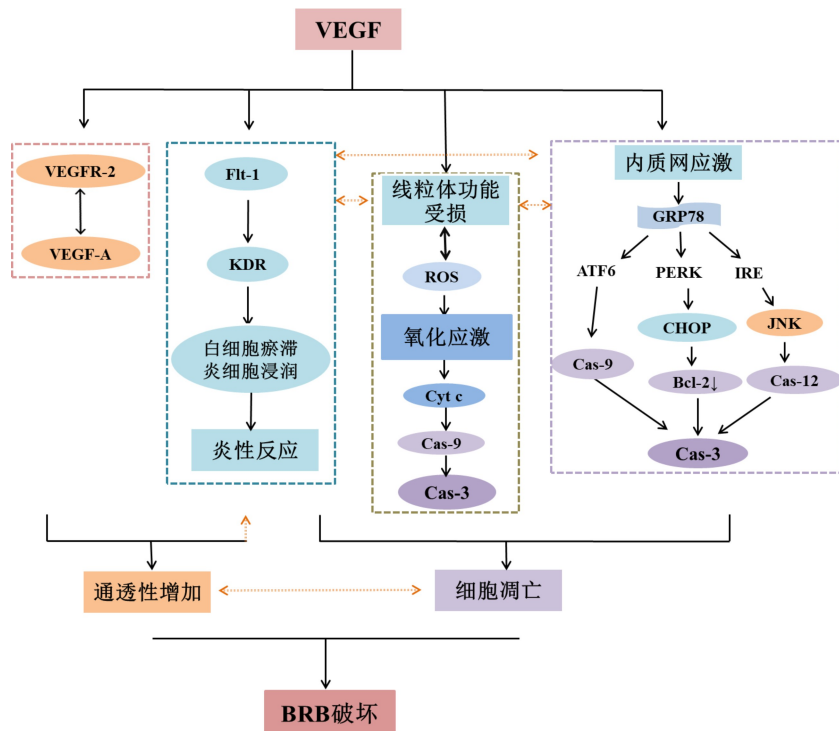 VEGF
VEGFR-2
VEGF-A
Flt-1
KDR
白细胞瘀滞
炎细胞浸润
炎性反应
线粒体功能
受损
ROS
氧化应激
Cyt c
Cas-9
Cas-3
内质网应激
GRP78
ATF6
PERK
IRE
CHOP
JNK
Cas-9
Bcl-2↓
Cas-12
Cas-3
通透性增加
细胞凋亡
BRB破坏